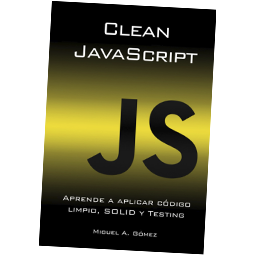 Clean
JavaScript
JS
Aprende a aplicar código
limpio, SOLID y Testing
Miguel A. Gómez